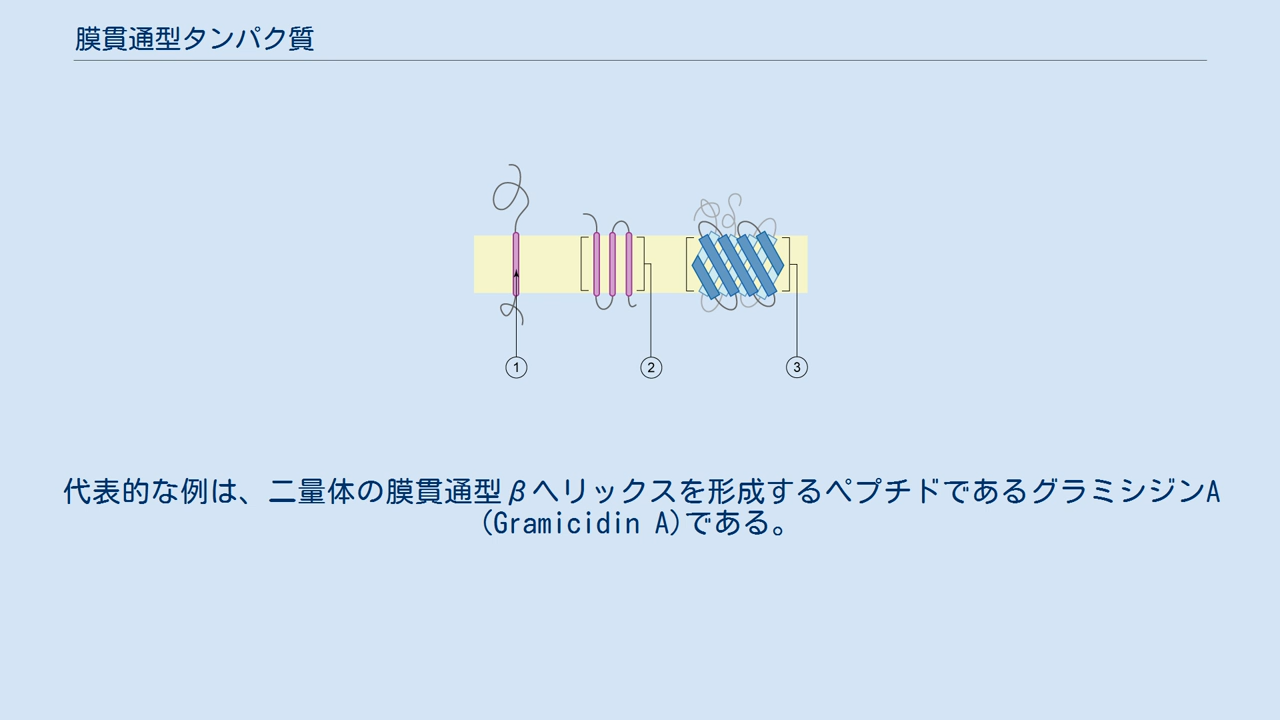 膜貫通型タンパク質
1
2
3
代表的な例は、二量体の膜貫通型βヘリックスを形成するペプチドであるグラミシジンA
(Gramicidin A)である。